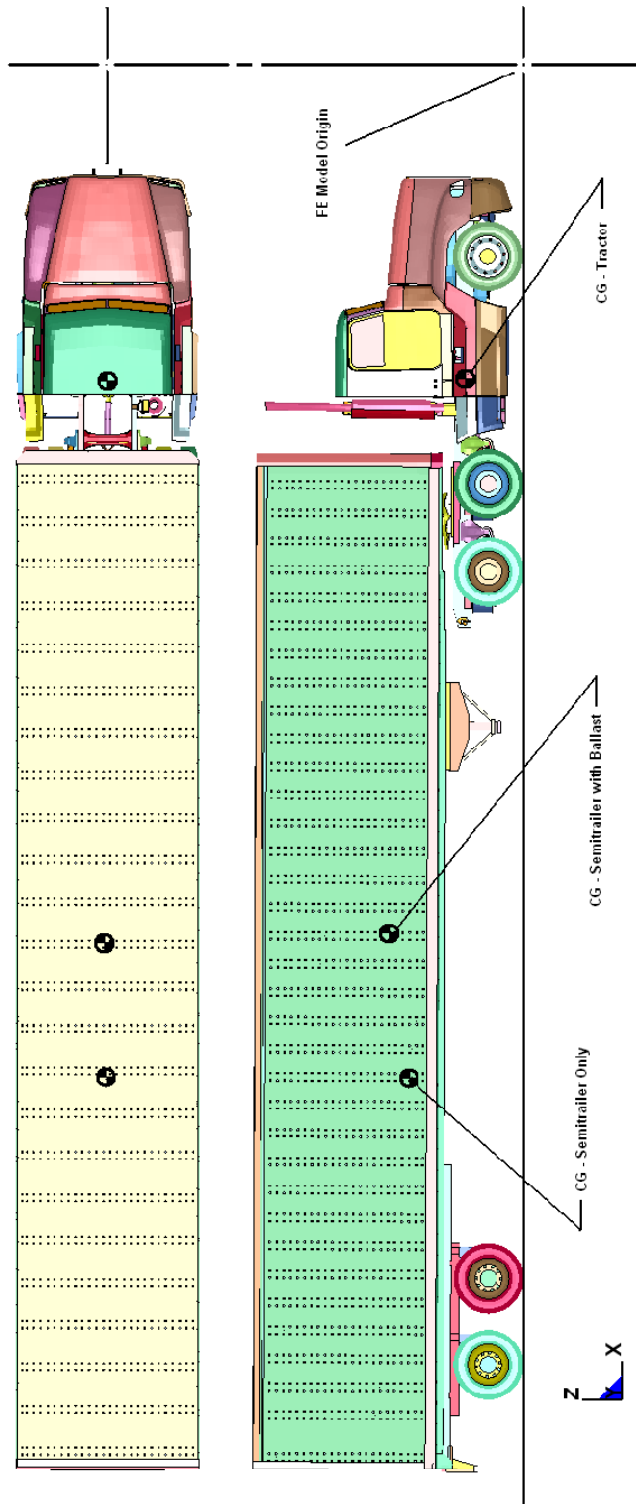 FE Model Origin
CG - Tractor
CG - Semitrailer with Ballast
CG - Semitrailer Only
Z
Y
X